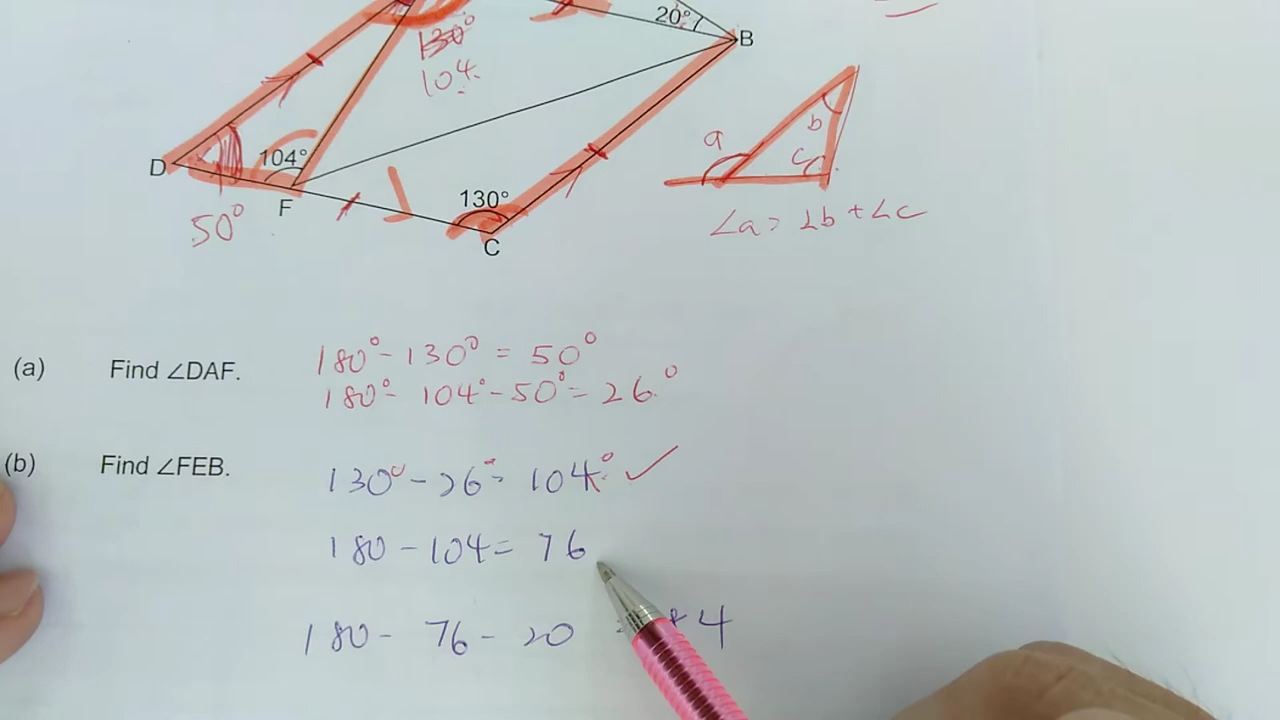 20°
B
130°
104
a
b
D
104°
c
130°
F
50°
C
∠a = ∠b + ∠c
(a) Find ∠DAF. 180° - 130° = 50°
180° - 104° - 50° = 26°
(b) Find ∠FEB. 130° - 26° = 104° ✓
180 - 104 = 76
180 - 76 - 20 4